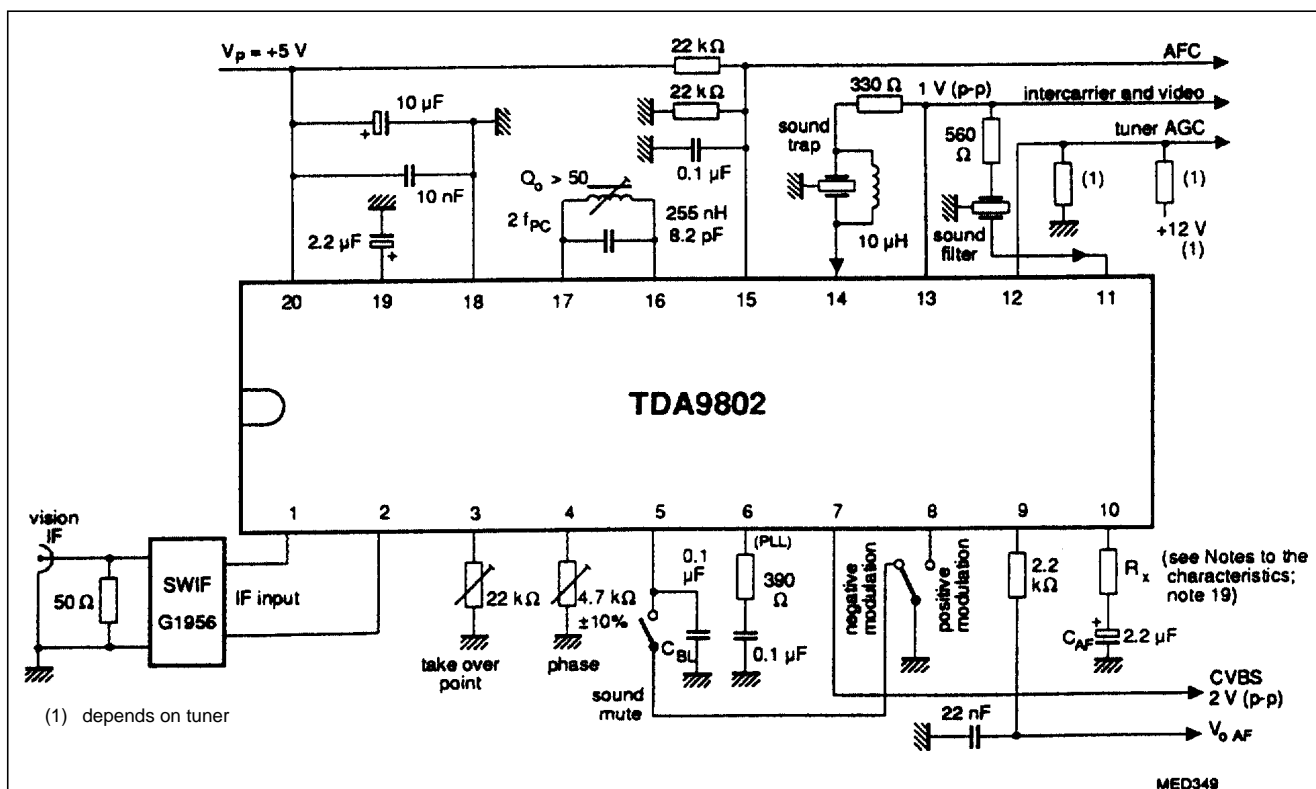 Vp = +5 V
22 kΩ
AFC
10 μF
+
22 kΩ
330 Ω
1 V (p-p)
intercarrier and video
sound
trap
560
Ω
tuner AGC
0.1 μF
(1)
(1)
10 nF
Qo > 50
2 fPC
255 nH
8.2 pF
2.2 μF
+
10 μH
sound
filter
+12 V
(1)
20
19
18
17
16
15
14
13
12
11
TDA9802
1
2
3
4
5
6
7
8
9
10
vision
IF
50 Ω
SWIF
G1956
IF input
22 kΩ
take over
point
4.7 kΩ
±10%
phase
0.1
μF
CBL
sound
mute
(PLL)
390
Ω
0.1 μF
negative
modulation
positive
modulation
2.2
kΩ
Rx
(see Notes to the
characteristics;
note 19)
+
CAF
2.2 μF
CVBS
2 V (p-p)
22 nF
Vo AF
(1) depends on tuner
MED349